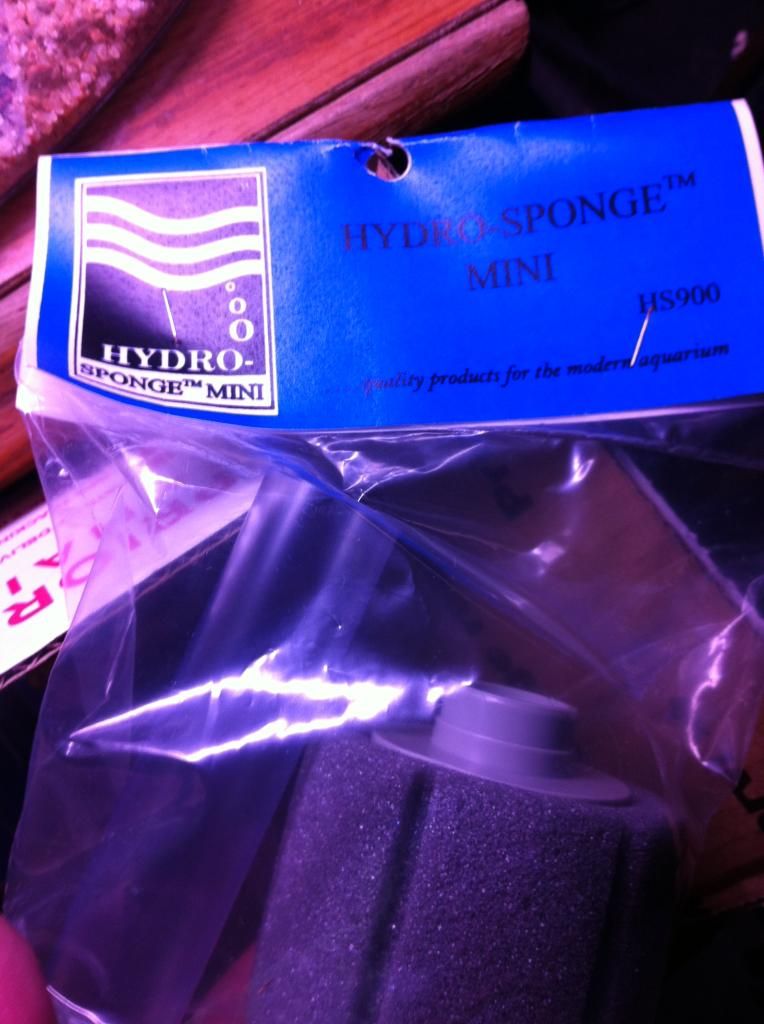 HYDRO-SPONGE™
MINI
HS900
.... quality products for the modern aquarium
HYDRO-
SPONGE™ MINI